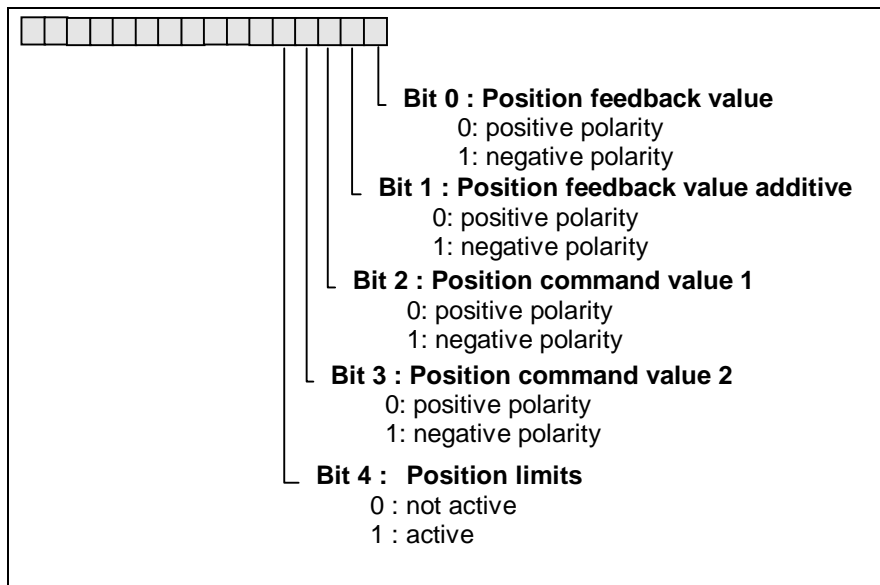 Bit 0 : Position feedback value
0: positive polarity
1: negative polarity
Bit 1 : Position feedback value additive
0: positive polarity
1: negative polarity
Bit 2 : Position command value 1
0: positive polarity
1: negative polarity
Bit 3 : Position command value 2
0: positive polarity
1: negative polarity
Bit 4 : Position limits
0 : not active
1 : active